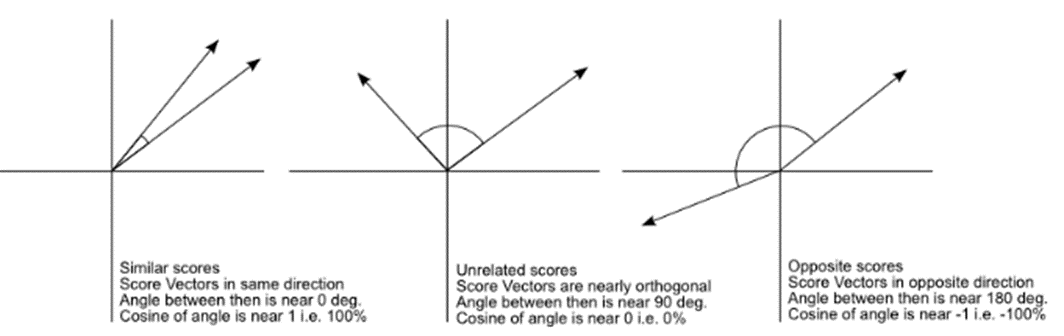 Similar scores
Score Vectors in same direction
Angle between then is near 0 deg.
Cosine of angle is near 1 i.e. 100%
Unrelated scores
Score Vectors are nearly orthogonal
Angle between then is near 90 deg.
Cosine of angle is near 0 i.e. 0%
Opposite scores
Score Vectors in opposite direction
Angle between then is near 180 deg.
Cosine of angle is near -1 i.e. -100%